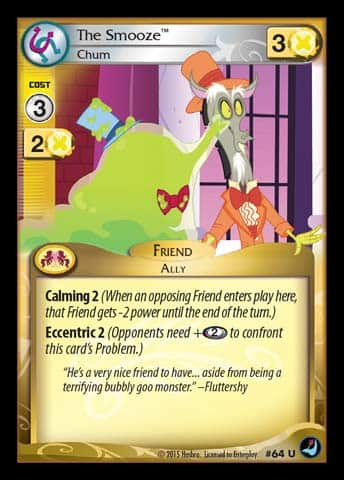 The Smooze™
Chum
3
COST
3
2
FRIEND
ALLY
Calming 2 (When an opposing Friend enters play here,
that Friend gets -2 power until the end of the turn.)
Eccentric 2 (Opponents need +2 to confront
this card's Problem.)
"He's a very nice friend to have... aside from being a
terrifying bubbly goo monster." –Fluttershy
© 2015 Hasbro. Licensed to Enterplay. #64 U